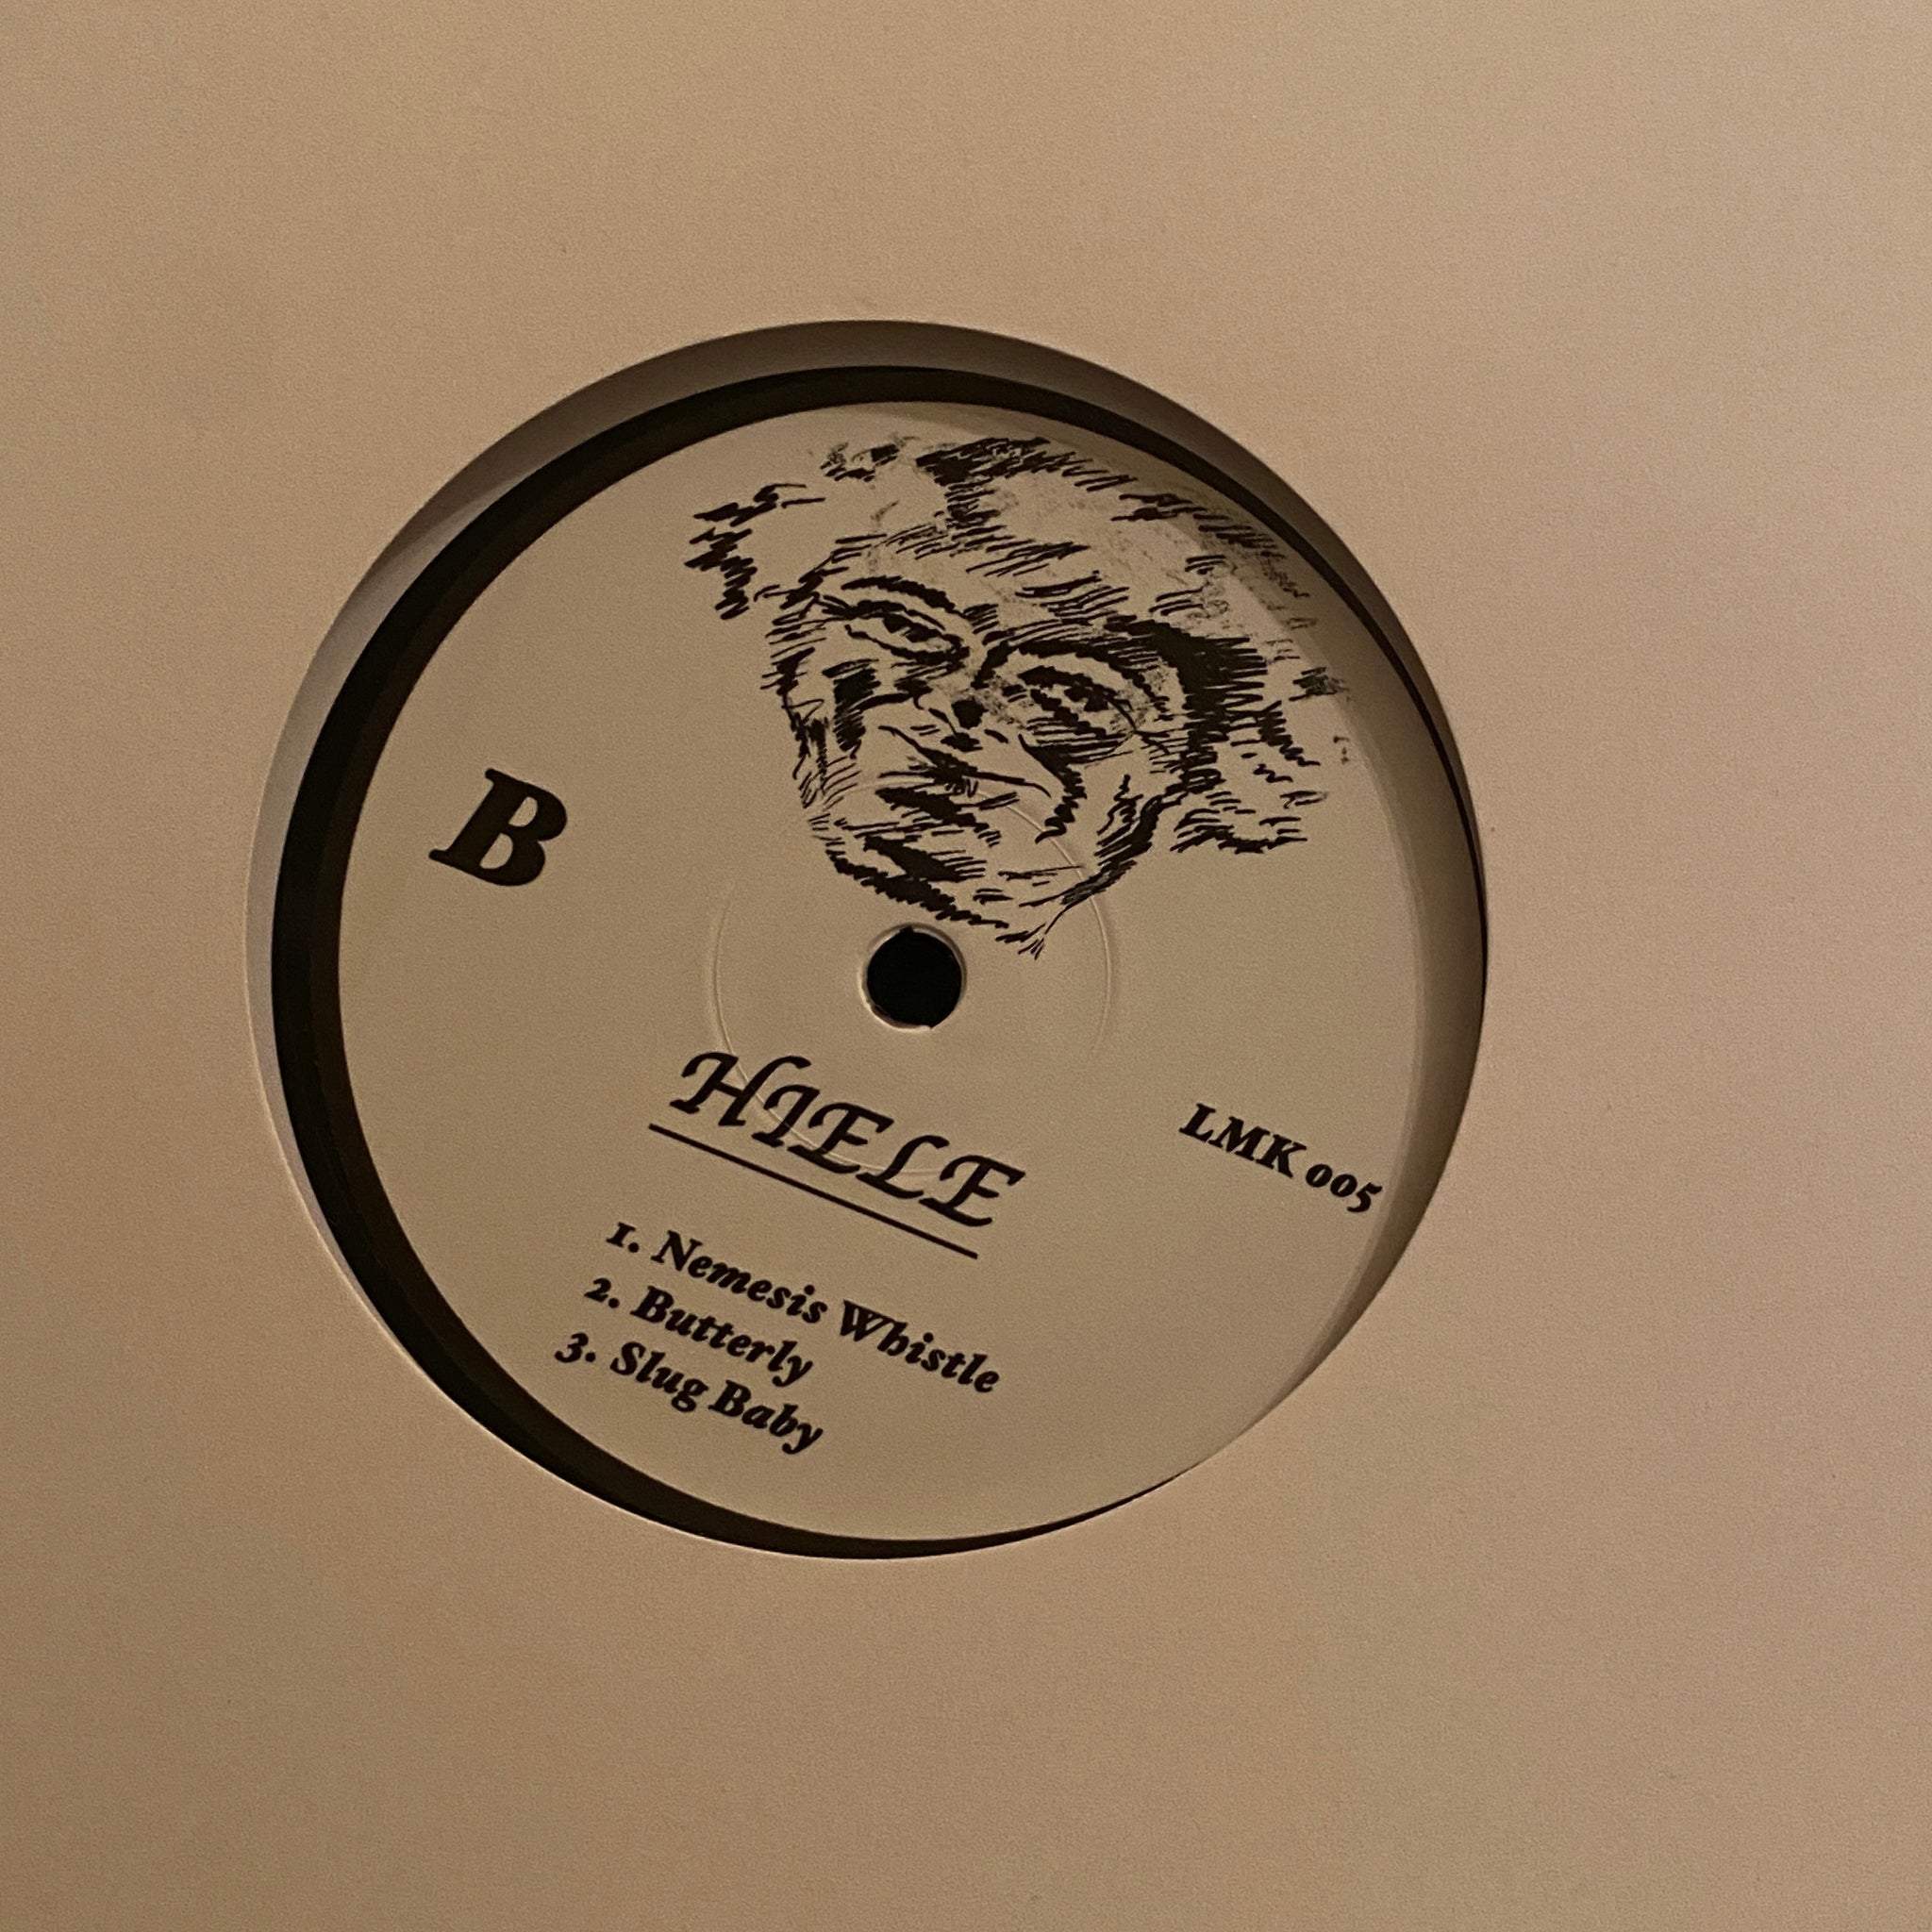 B
HIELE
LMK 005
1. Nemesis Whistle
2. Butterly
3. Slug Baby